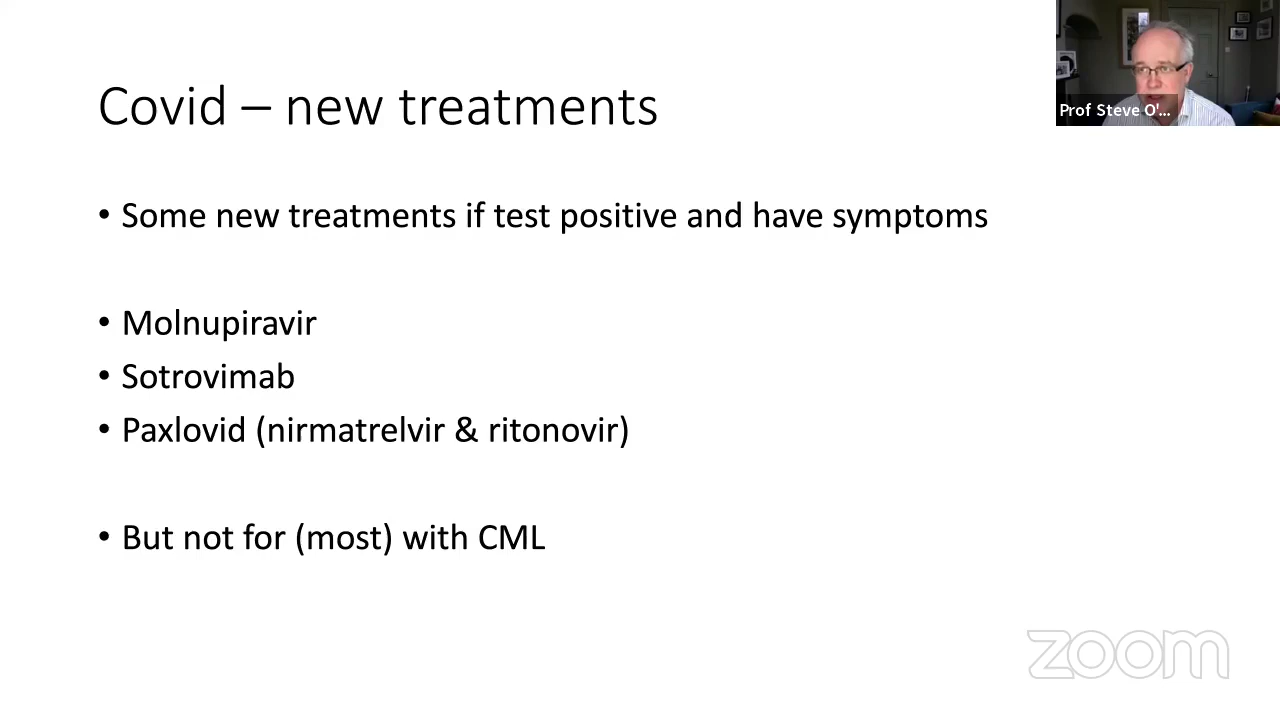 Covid – new treatments
Prof Steve O'...
• Some new treatments if test positive and have symptoms
• Molnupiravir
• Sotrovimab
• Paxlovid (nirmatrelvir & ritonovir)
• But not for (most) with CML
zoom